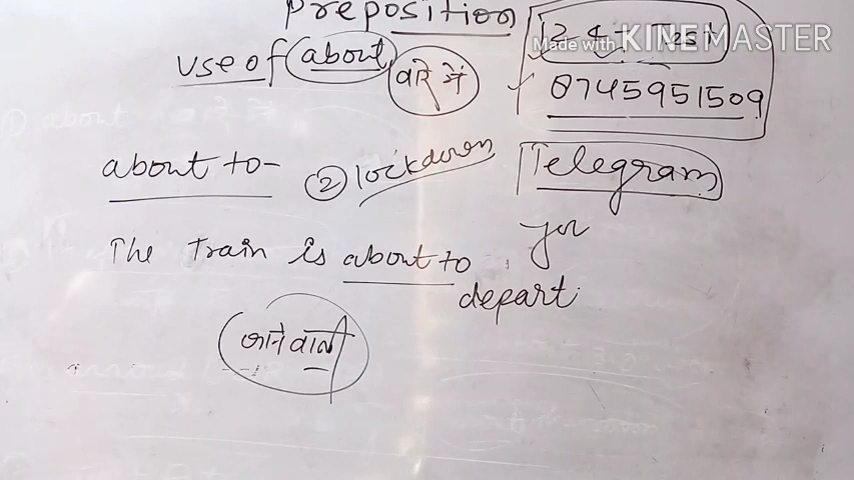 Preposition
use of about बारे में
Made with KINEMASTER
Test
8745951509
about to-
② lockdown
Telegram
The Train is about to depart
जाने वाला